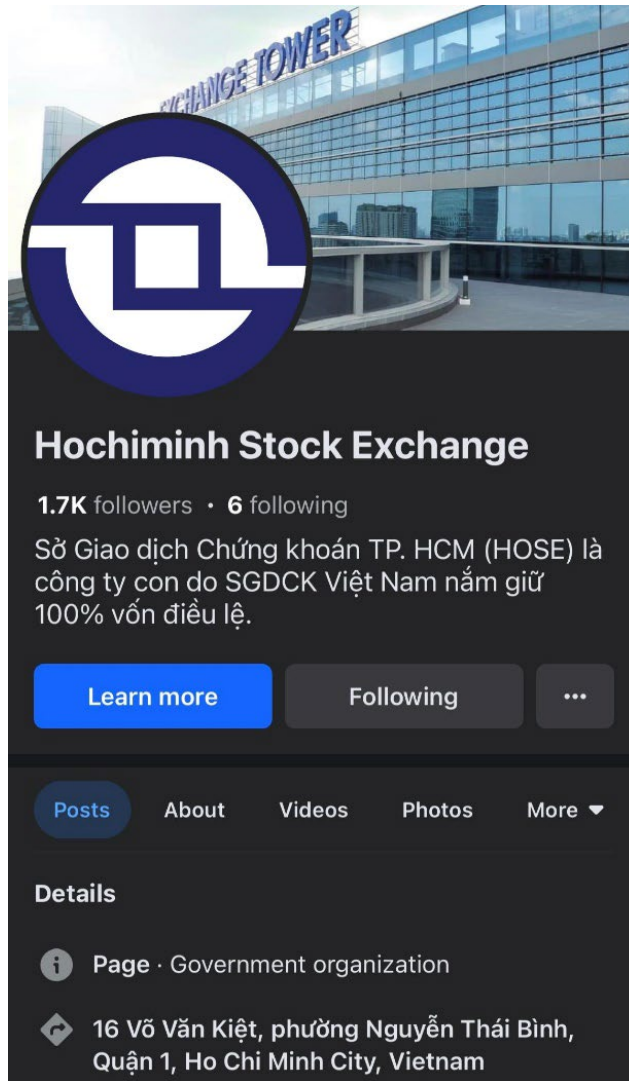 EXCHANGE TOWER
Hochiminh Stock Exchange
1.7K followers • 6 following
Sở Giao dịch Chứng khoán TP. HCM (HOSE) là
công ty con do SGDCK Việt Nam nắm giữ
100% vốn điều lệ.
Learn more
Following
Posts
About
Videos
Photos
More
Details
Page · Government organization
16 Võ Văn Kiệt, phường Nguyễn Thái Bình,
Quận 1, Ho Chi Minh City, Vietnam